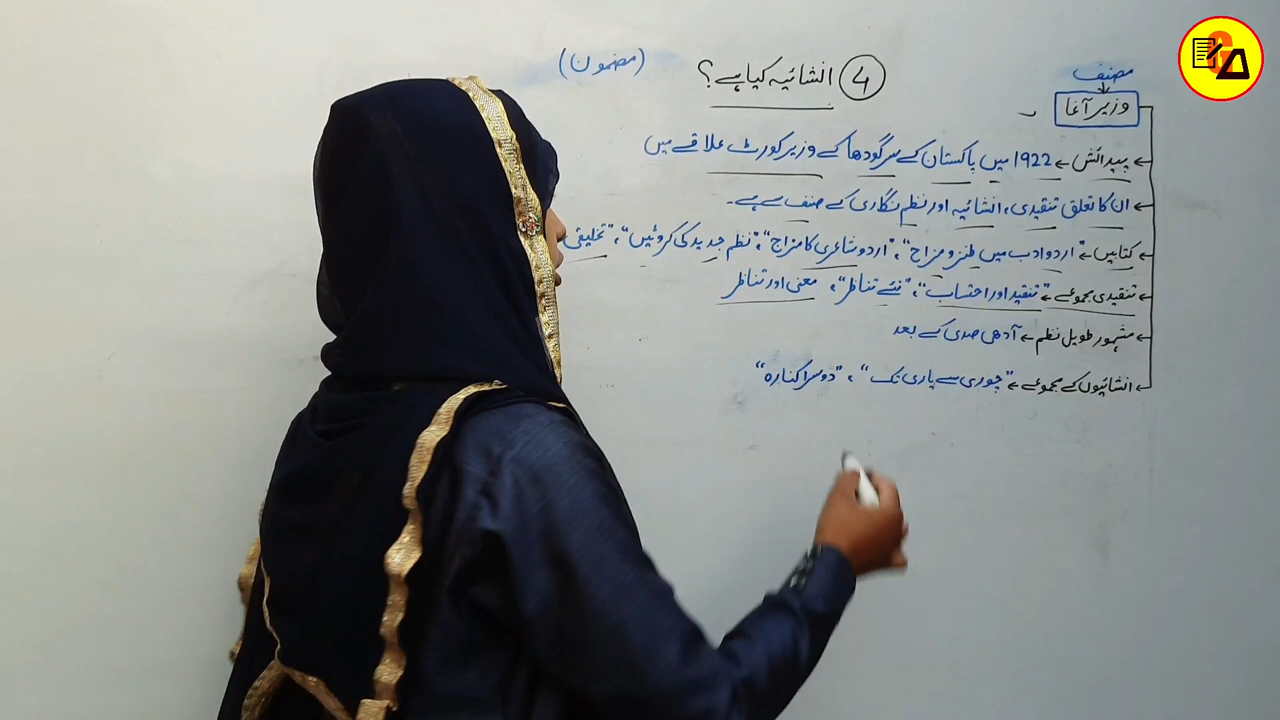 ④ انشائیہ کیا ہے؟ (مضمون)
مصنف
وزیر آغا
پیدائش ← 1922 میں پاکستان کے سرگودھا کے وزیر کوٹ علاقے میں
ان کا تعلق تنقیدی، انشائیہ اور نظم نگاری کے صنف سے ہے۔
کتابیں ← "اردو ادب میں طنز و مزاح"، "اردو شاعری کا مزاج"، "نظم جدید کی کروٹیں"، "تخلیقی
تنقیدی مجموعے ← "تنقید اور احتساب"، "نئے تناظر"، معنی اور تناظر
مشہور طویل نظم ← آدھی صدی کے بعد
انشائیوں کے مجموعے ← "چوری سے یاری تک"، "دوسرا کنارہ"